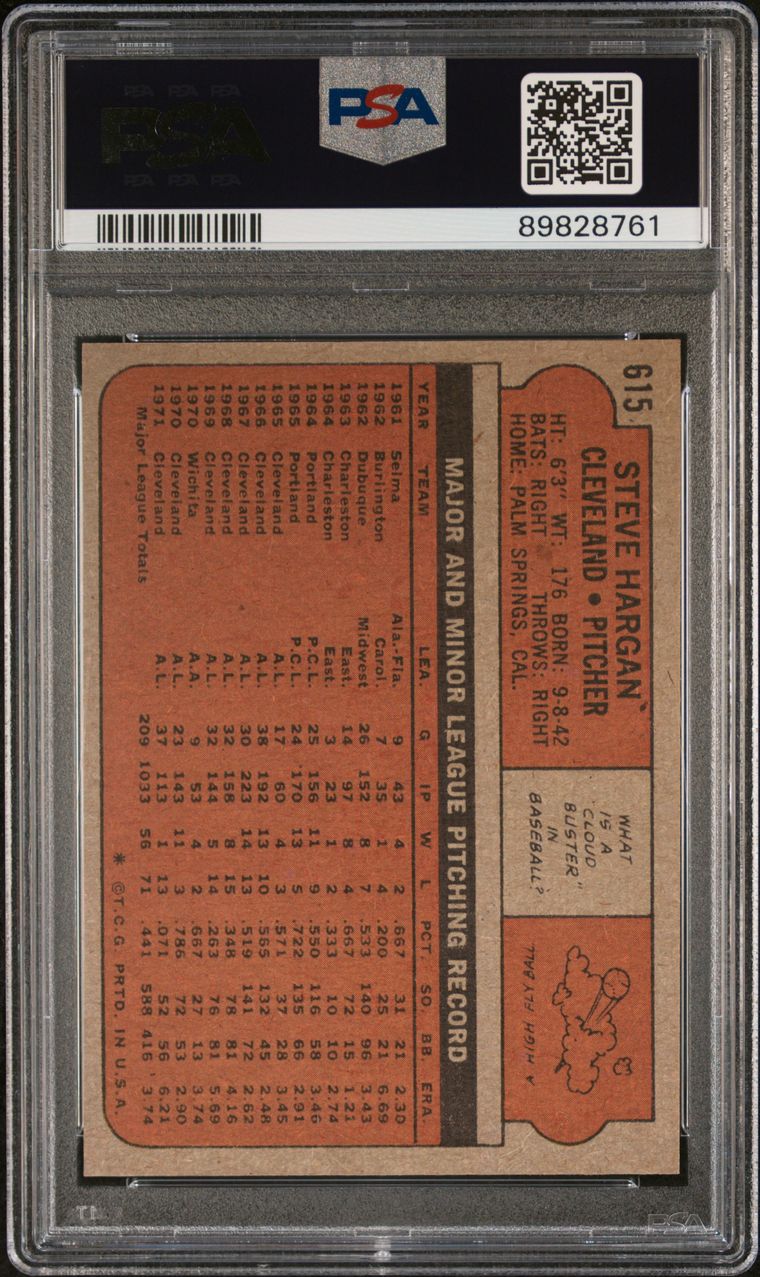 PSA PSA PSA
PSA
PSA PSA PSA
PSA
89828761
615
STEVE HARGAN
CLEVELAND • PITCHER
HT: 6'3" WT: 176 BORN: 9-8-42
BATS: RIGHT THROWS: RIGHT
HOME: PALM SPRINGS, CAL.
WHAT
IS A
"CLOUD
BUSTER"
IN
BASEBALL?
A HIGH FLY BALL
MAJOR AND MINOR LEAGUE PITCHING RECORD
YEAR TEAM LEA. G IP W L PCT. SO. BB. ERA.
1961 Selma Ala.-Fla. 9 43 4 2 .667 31 21 2.30
1962 Burlington Carol. 7 35 1 4 .200 25 21 6.69
1962 Dubuque Midwest 26 152 8 7 .533 140 96 3.43
1963 Charleston East. 14 97 8 4 .667 72 15 1.21
1964 Charleston East. 3 23 1 2 .333 10 10 2.74
1964 Portland P.C.L. 25 156 11 9 .550 116 58 3.46
1965 Portland P.C.L. 24 170 13 5 .722 135 66 2.91
1965 Cleveland A.L. 17 60 4 3 .571 37 28 3.45
1966 Cleveland A.L. 38 192 13 10 .565 132 45 2.48
1967 Cleveland A.L. 30 223 14 13 .519 141 72 2.62
1968 Cleveland A.L. 32 158 8 15 .348 78 81 4.16
1969 Cleveland A.L. 32 144 5 14 .263 76 81 5.69
1970 Wichita A.A. 9 53 4 2 .667 27 13 3.74
1970 Cleveland A.L. 23 143 11 3 .786 72 53 2.90
1971 Cleveland A.L. 37 113 1 13 .071 52 56 6.21
Major League Totals 209 1033 56 71 .441 588 416 3.74
* ©T.C.G PRTD. IN U.S.A.
PSA